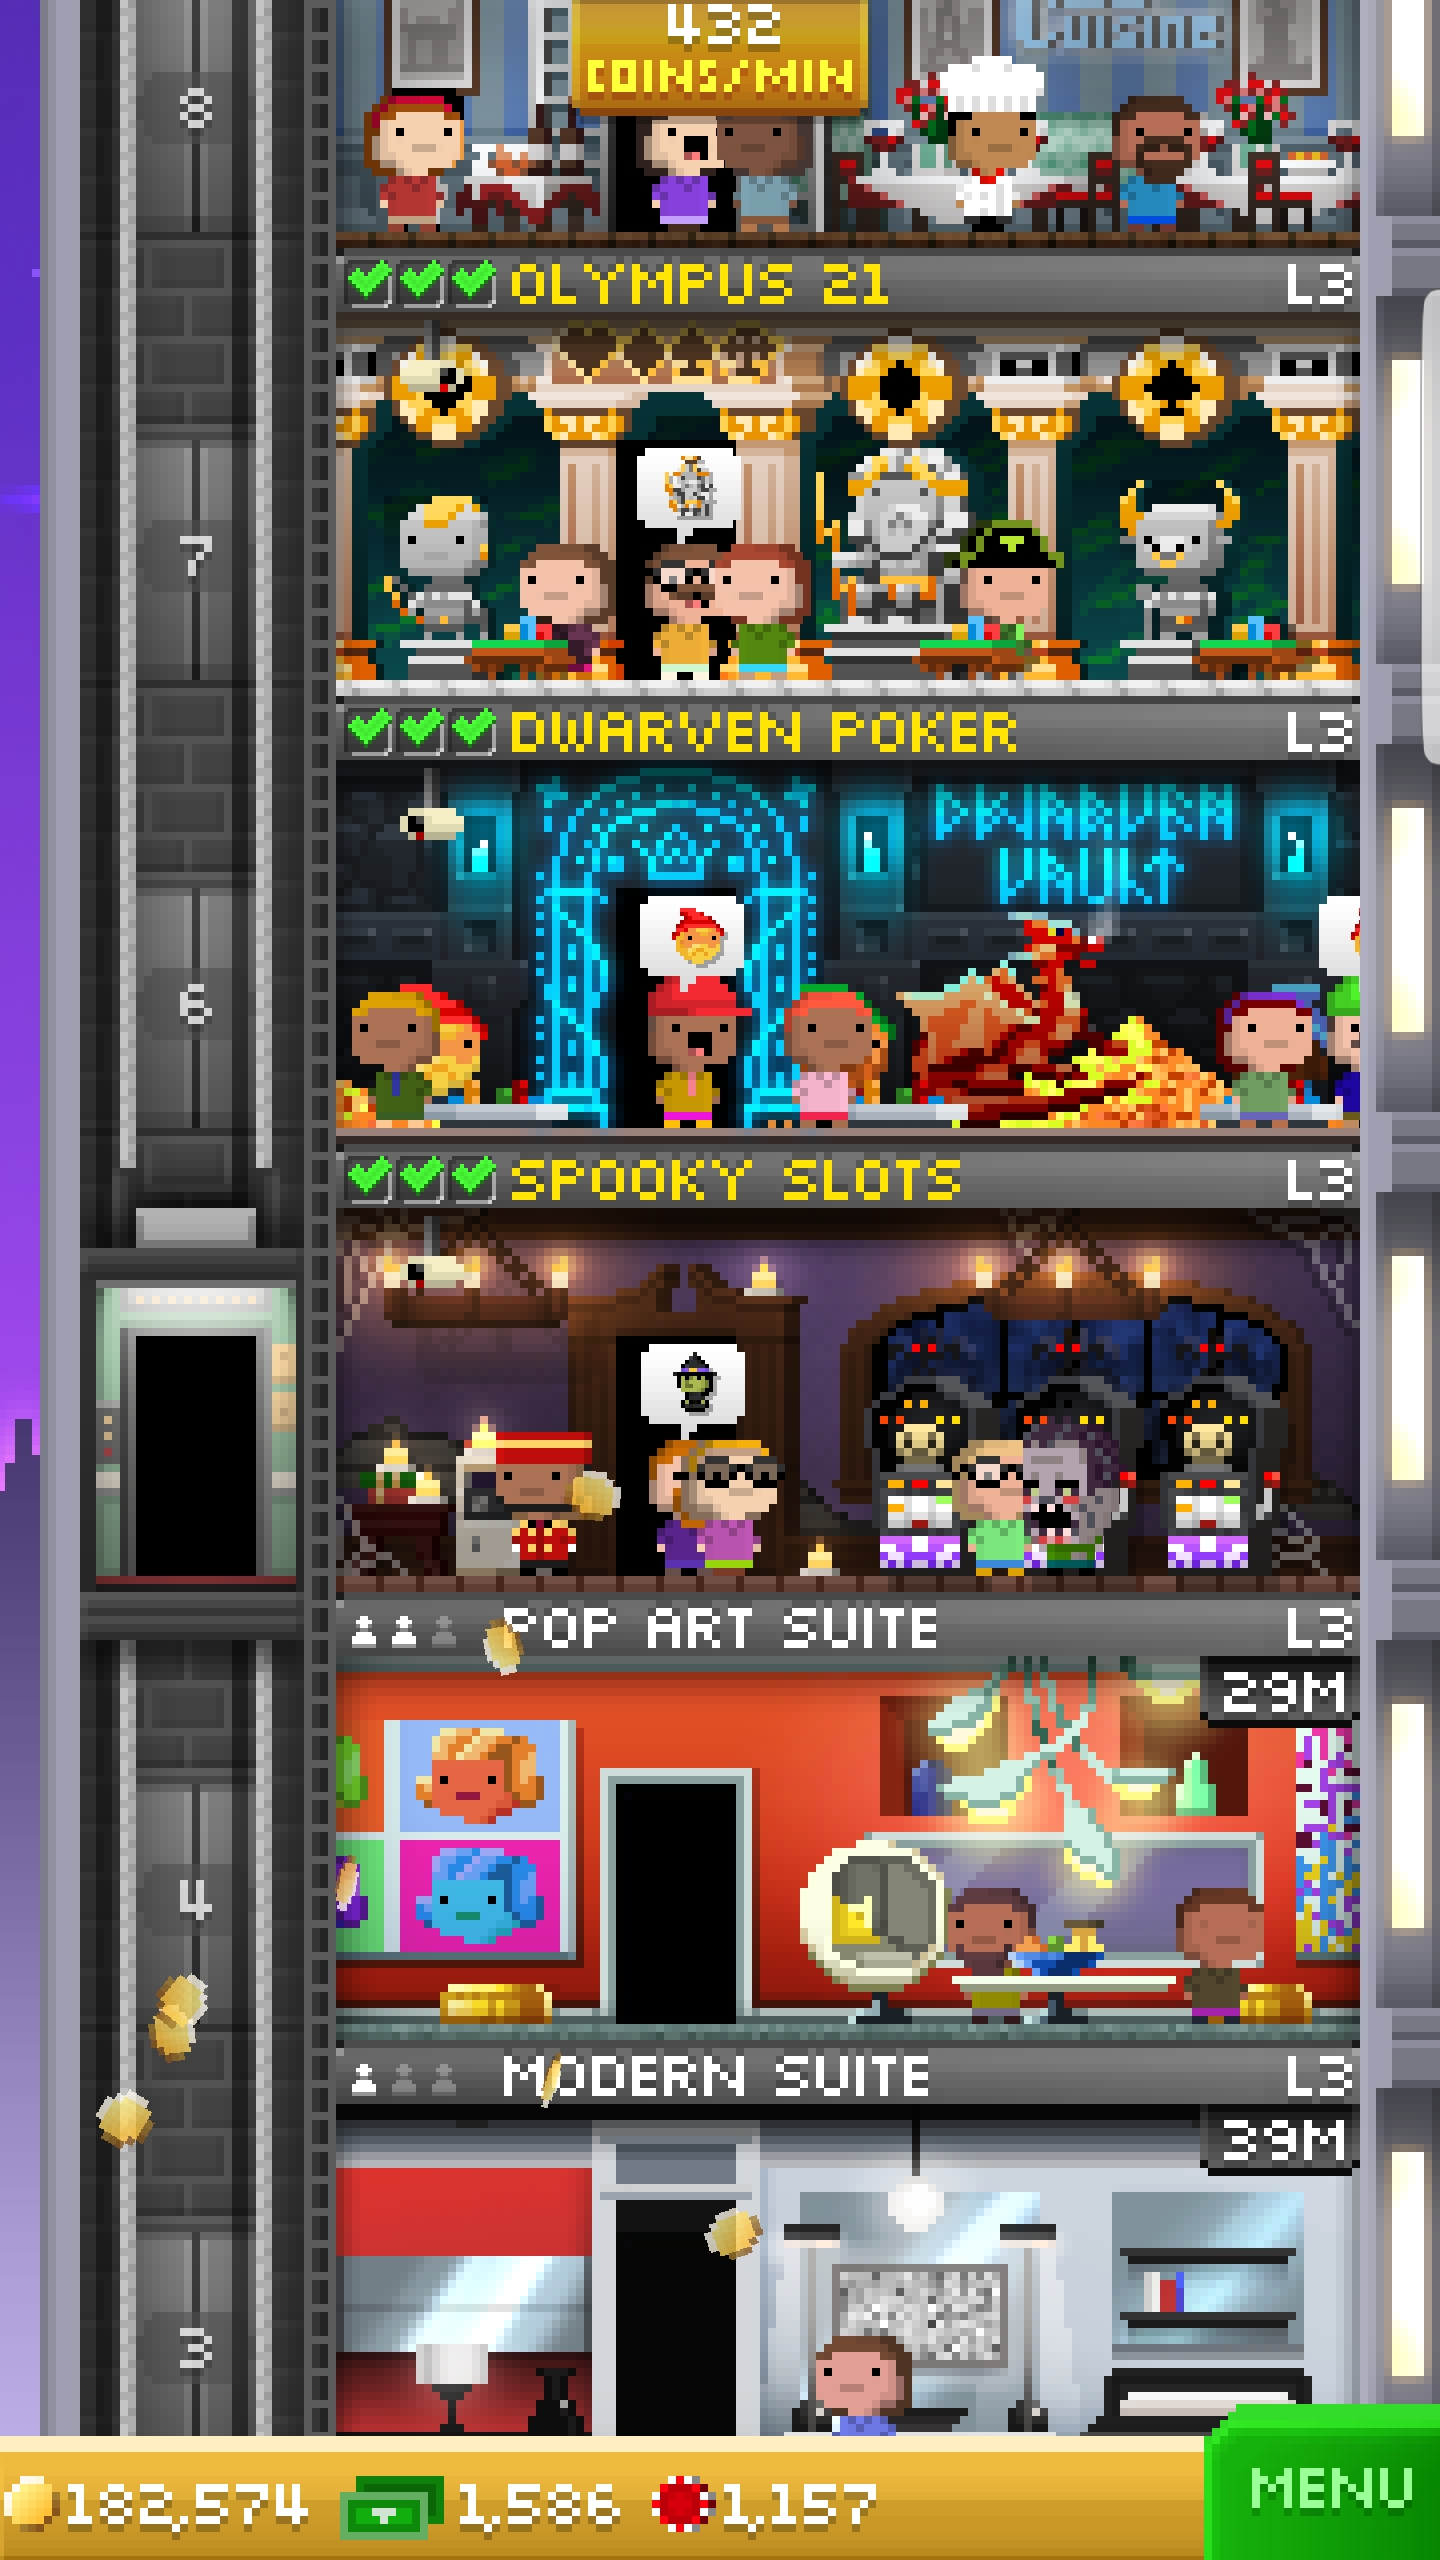 Cuisine
432
COINS/MIN
8
OLYMPUS 21 L3
7
DWARVEN POKER L3
DWARVEN
VAULT
6
SPOOKY SLOTS L3
POP ART SUITE L3
29M
4
MODERN SUITE L3
39M
3
182,574 1,586 1,157
MENU